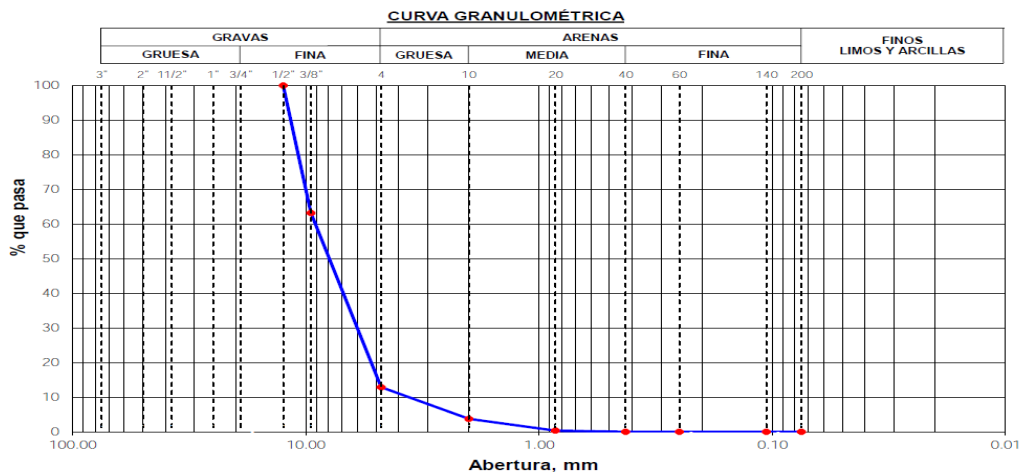 CURVA GRANULOMÉTRICA
GRAVAS ARENAS FINOS
LIMOS Y ARCILLAS
GRUESA FINA GRUESA MEDIA FINA
3" 2" 11/2" 1" 3/4" 1/2" 3/8" 4 10 20 40 60 140 200
100
90
80
70
60
50
40
30
20
10
0
% que pasa
100.00 10.00 1.00 0.10 0.01
Abertura, mm